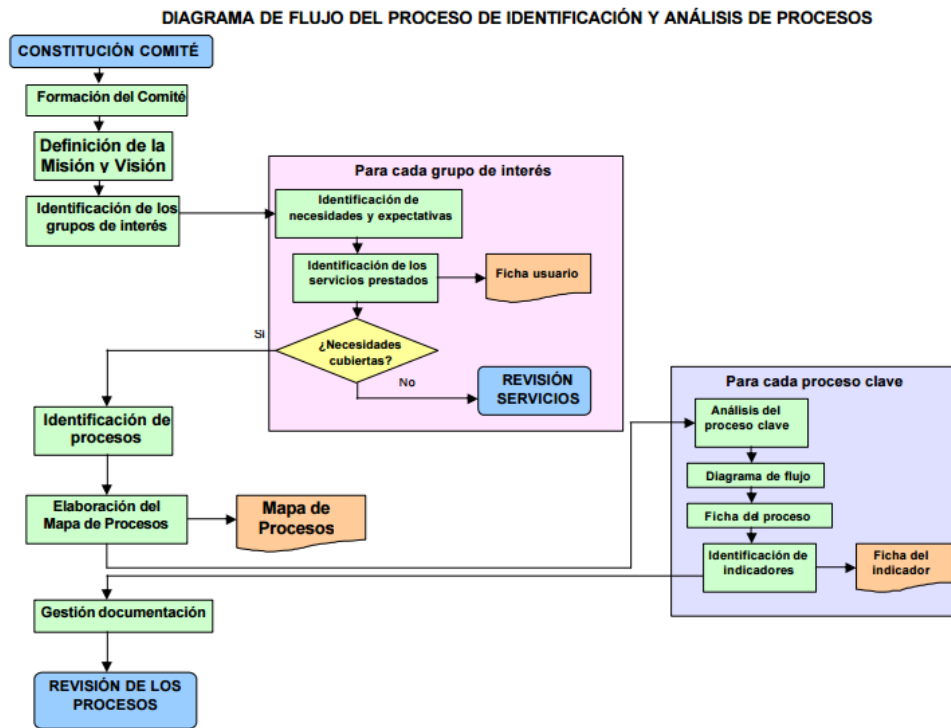 DIAGRAMA DE FLUJO DEL PROCESO DE IDENTIFICACIÓN Y ANÁLISIS DE PROCESOS
CONSTITUCIÓN COMITÉ
Formación del Comité
Definición de la
Misión y Visión
Identificación de los
grupos de interés
Para cada grupo de interés
Identificación de
necesidades y expectativas
Identificación de los
servicios prestados
Ficha usuario
¿Necesidades
cubiertas?
Si
No
REVISIÓN
SERVICIOS
Identificación de
procesos
Elaboración del
Mapa de Procesos
Mapa de
Procesos
Para cada proceso clave
Análisis del
proceso clave
Diagrama de flujo
Ficha del proceso
Identificación de
indicadores
Ficha del
indicador
Gestión documentación
REVISIÓN DE LOS
PROCESOS